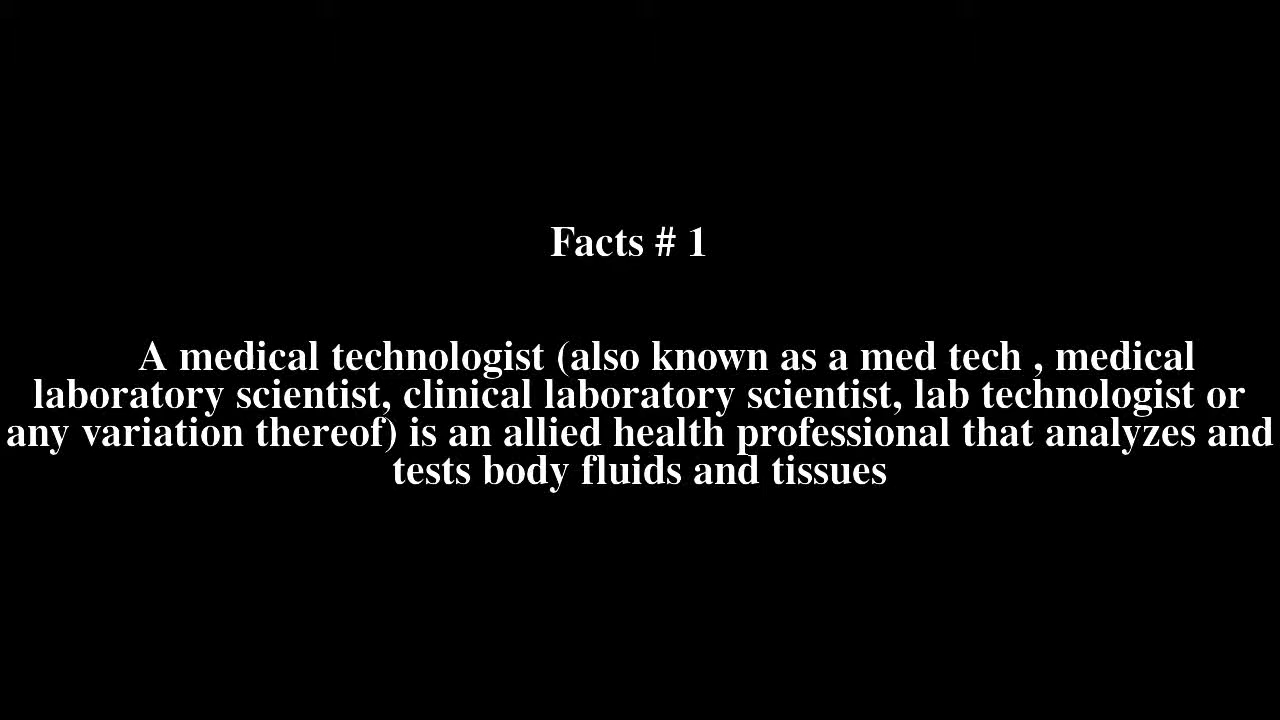 Facts # 1
A medical technologist (also known as a med tech , medical
laboratory scientist, clinical laboratory scientist, lab technologist or
any variation thereof) is an allied health professional that analyzes and
tests body fluids and tissues